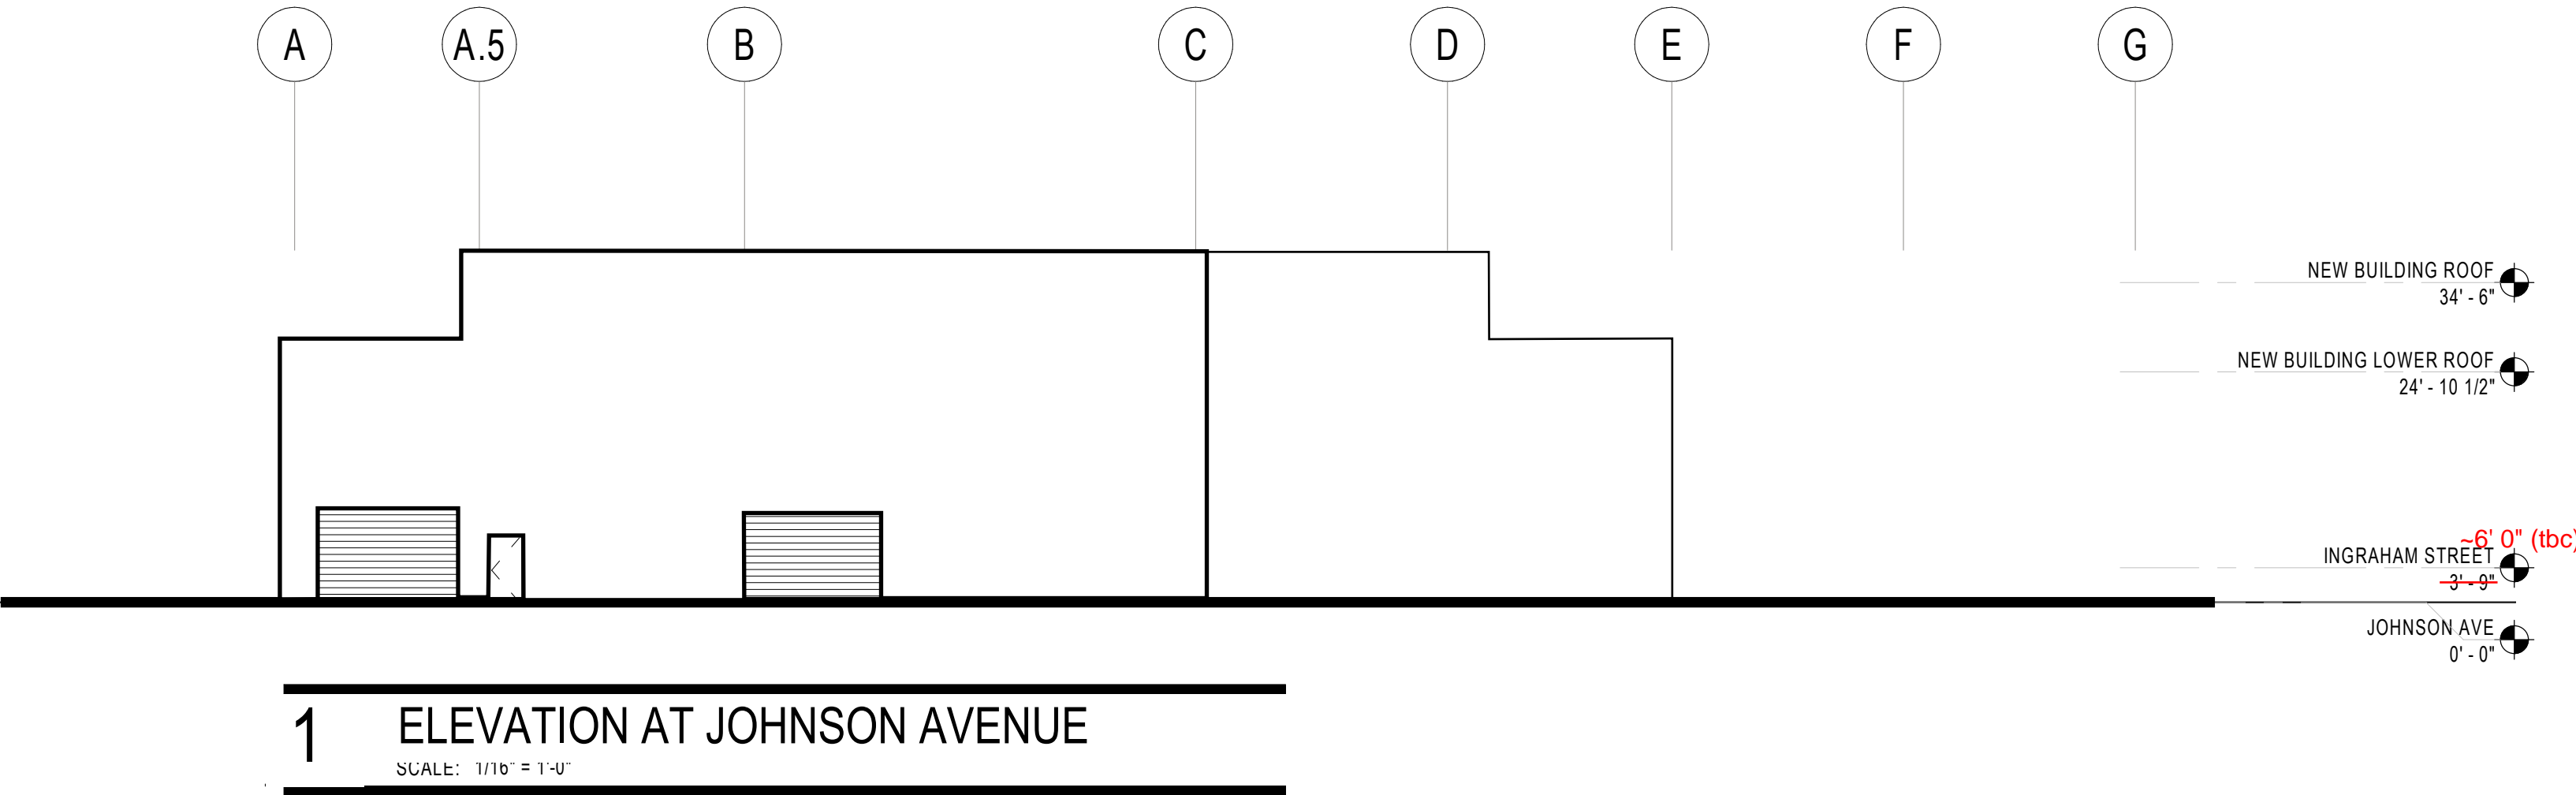 A A.5 B C D E F G
NEW BUILDING ROOF
34' - 6"
NEW BUILDING LOWER ROOF
24' - 10 1/2"
~6' 0" (tbc)
INGRAHAM STREET
3' - 9"
JOHNSON AVE
0' - 0"
1 ELEVATION AT JOHNSON AVENUE
SCALE: 1/16" = 1'-0"